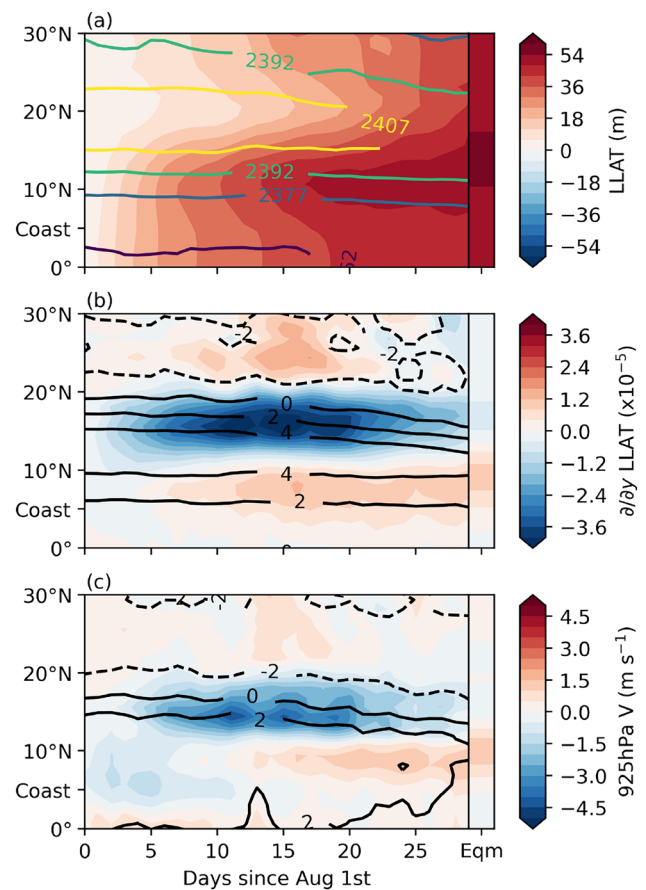 (a)
30°N
20°N
10°N
Coast
0°
2392
2407
2392
2377
54
36
18
0
−18
−36
−54
LLAT (m)
(b)
30°N
20°N
10°N
Coast
0°
-2
-2
0
2
4
4
2
3.6
2.4
1.2
0.0
−1.2
−2.4
−3.6
∂/∂y LLAT (x10⁻⁵)
(c)
30°N
20°N
10°N
Coast
0°
-2
-2
0
2
2
4.5
3.0
1.5
0.0
−1.5
−3.0
−4.5
925hPa V (m s⁻¹)
0 5 10 15 20 25 Eqm
Days since Aug 1st